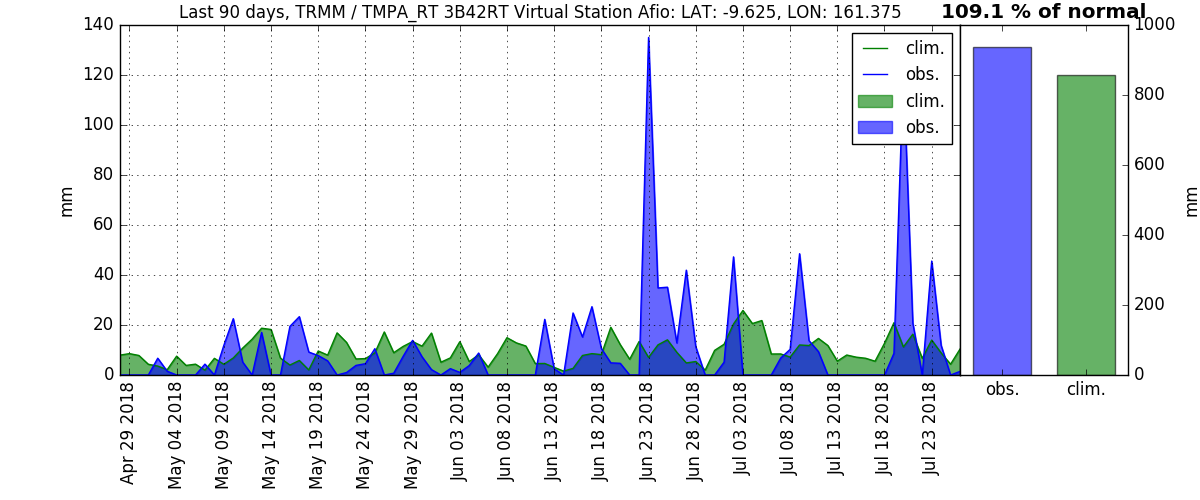 Last 90 days, TRMM / TMPA_RT 3B42RT Virtual Station Afio: LAT: -9.625, LON: 161.375
109.1 % of normal
140
120
100
80
60
40
20
0
mm
clim.
obs.
clim.
obs.
1000
800
600
400
200
0
mm
obs.
clim.
Apr 29 2018
May 04 2018
May 09 2018
May 14 2018
May 19 2018
May 24 2018
May 29 2018
Jun 03 2018
Jun 08 2018
Jun 13 2018
Jun 18 2018
Jun 23 2018
Jun 28 2018
Jul 03 2018
Jul 08 2018
Jul 13 2018
Jul 18 2018
Jul 23 2018